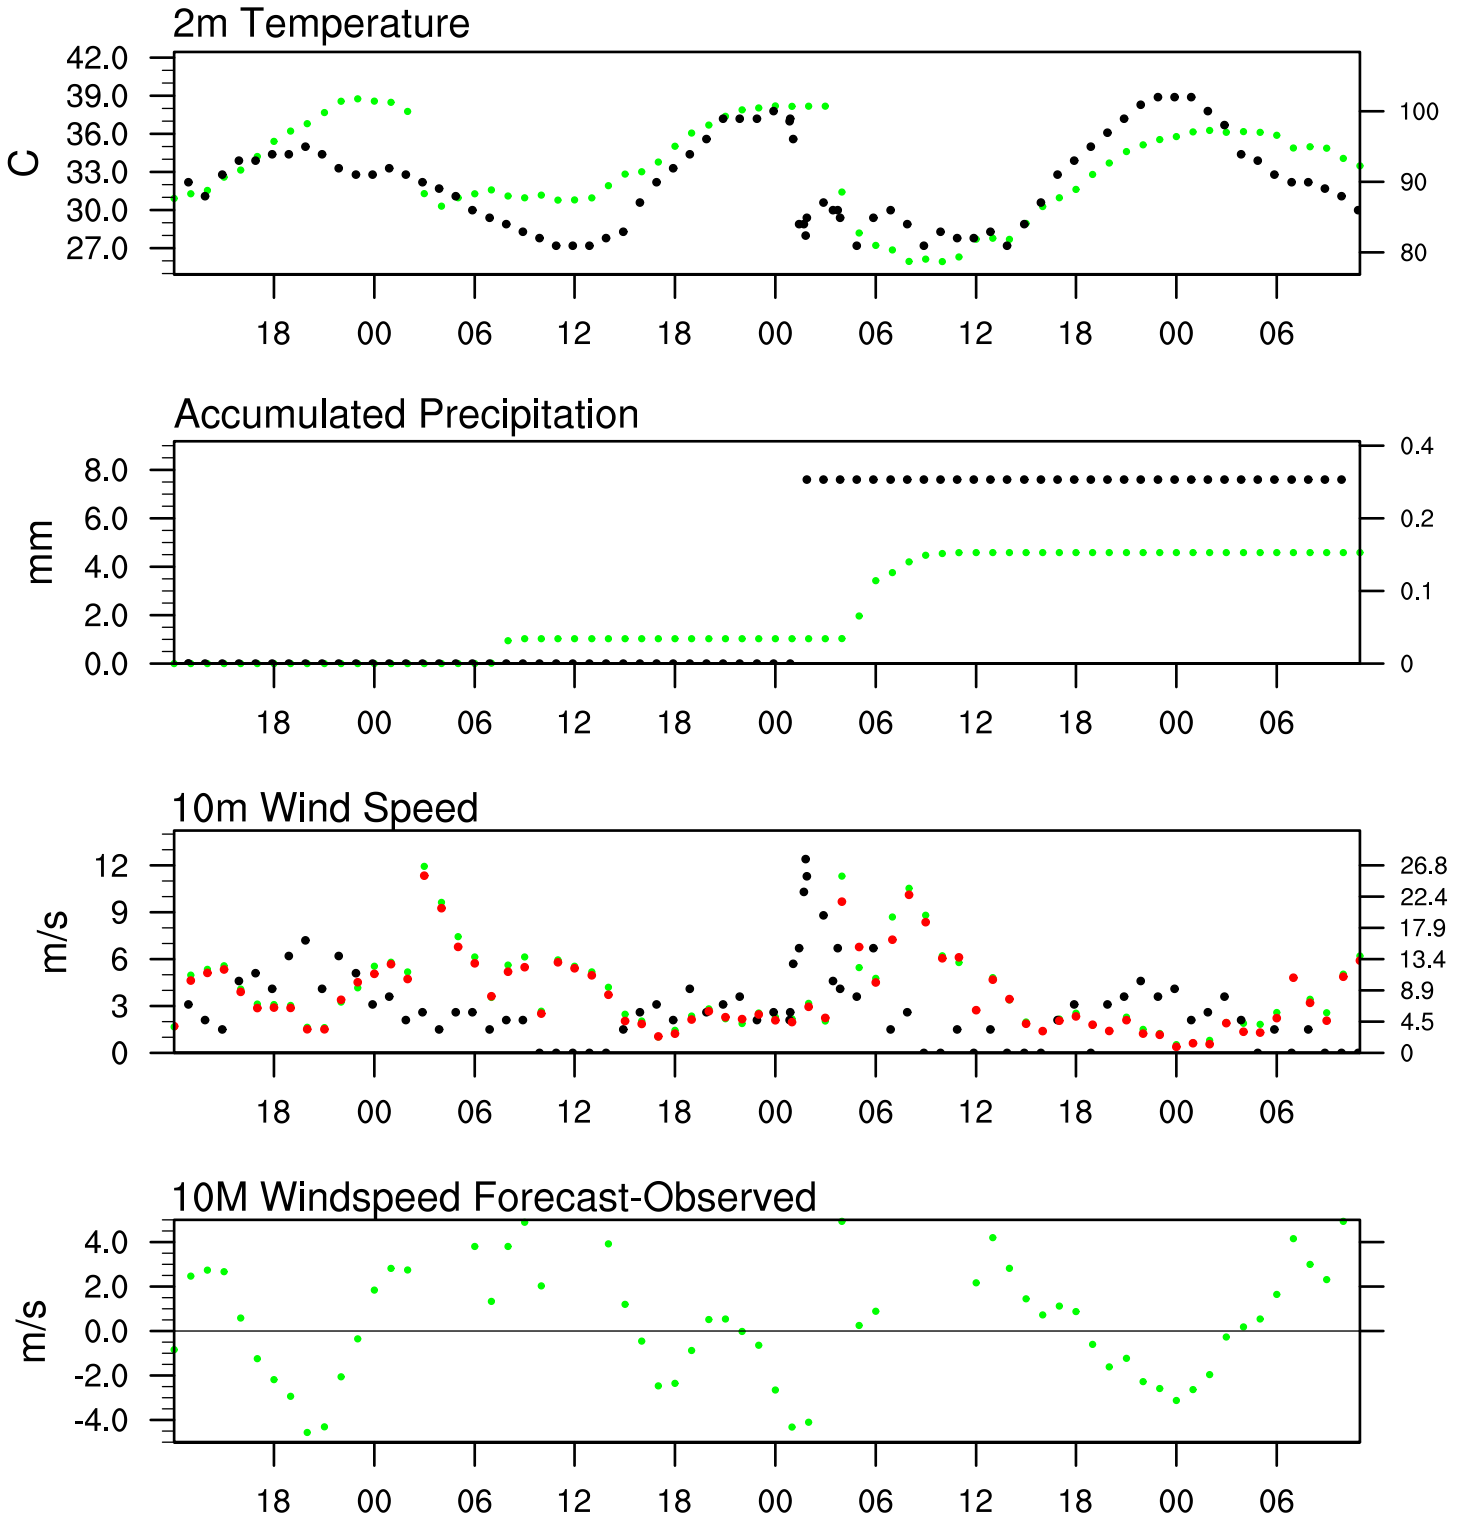 2m Temperature
42.0
39.0
36.0
33.0
30.0
27.0
C
100
90
80
18 00 06 12 18 00 06 12 18 00 06
Accumulated Precipitation
8.0
6.0
4.0
2.0
0.0
mm
0.4
0.2
0.1
0
18 00 06 12 18 00 06 12 18 00 06
10m Wind Speed
12
9
6
3
0
m/s
26.8
22.4
17.9
13.4
8.9
4.5
0
18 00 06 12 18 00 06 12 18 00 06
10M Windspeed Forecast-Observed
4.0
2.0
0.0
-2.0
-4.0
m/s
18 00 06 12 18 00 06 12 18 00 06